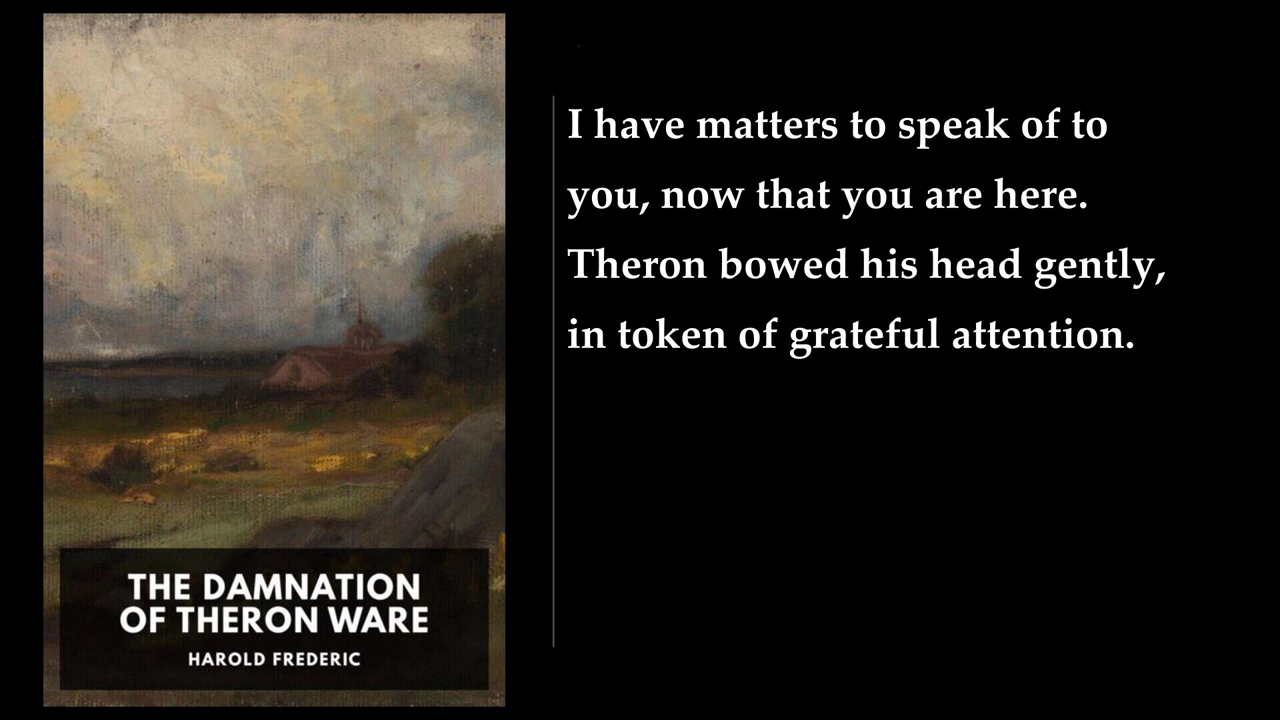 I have matters to speak of to
you, now that you are here.
Theron bowed his head gently,
in token of grateful attention.
THE DAMNATION
OF THERON WARE
HAROLD FREDERIC